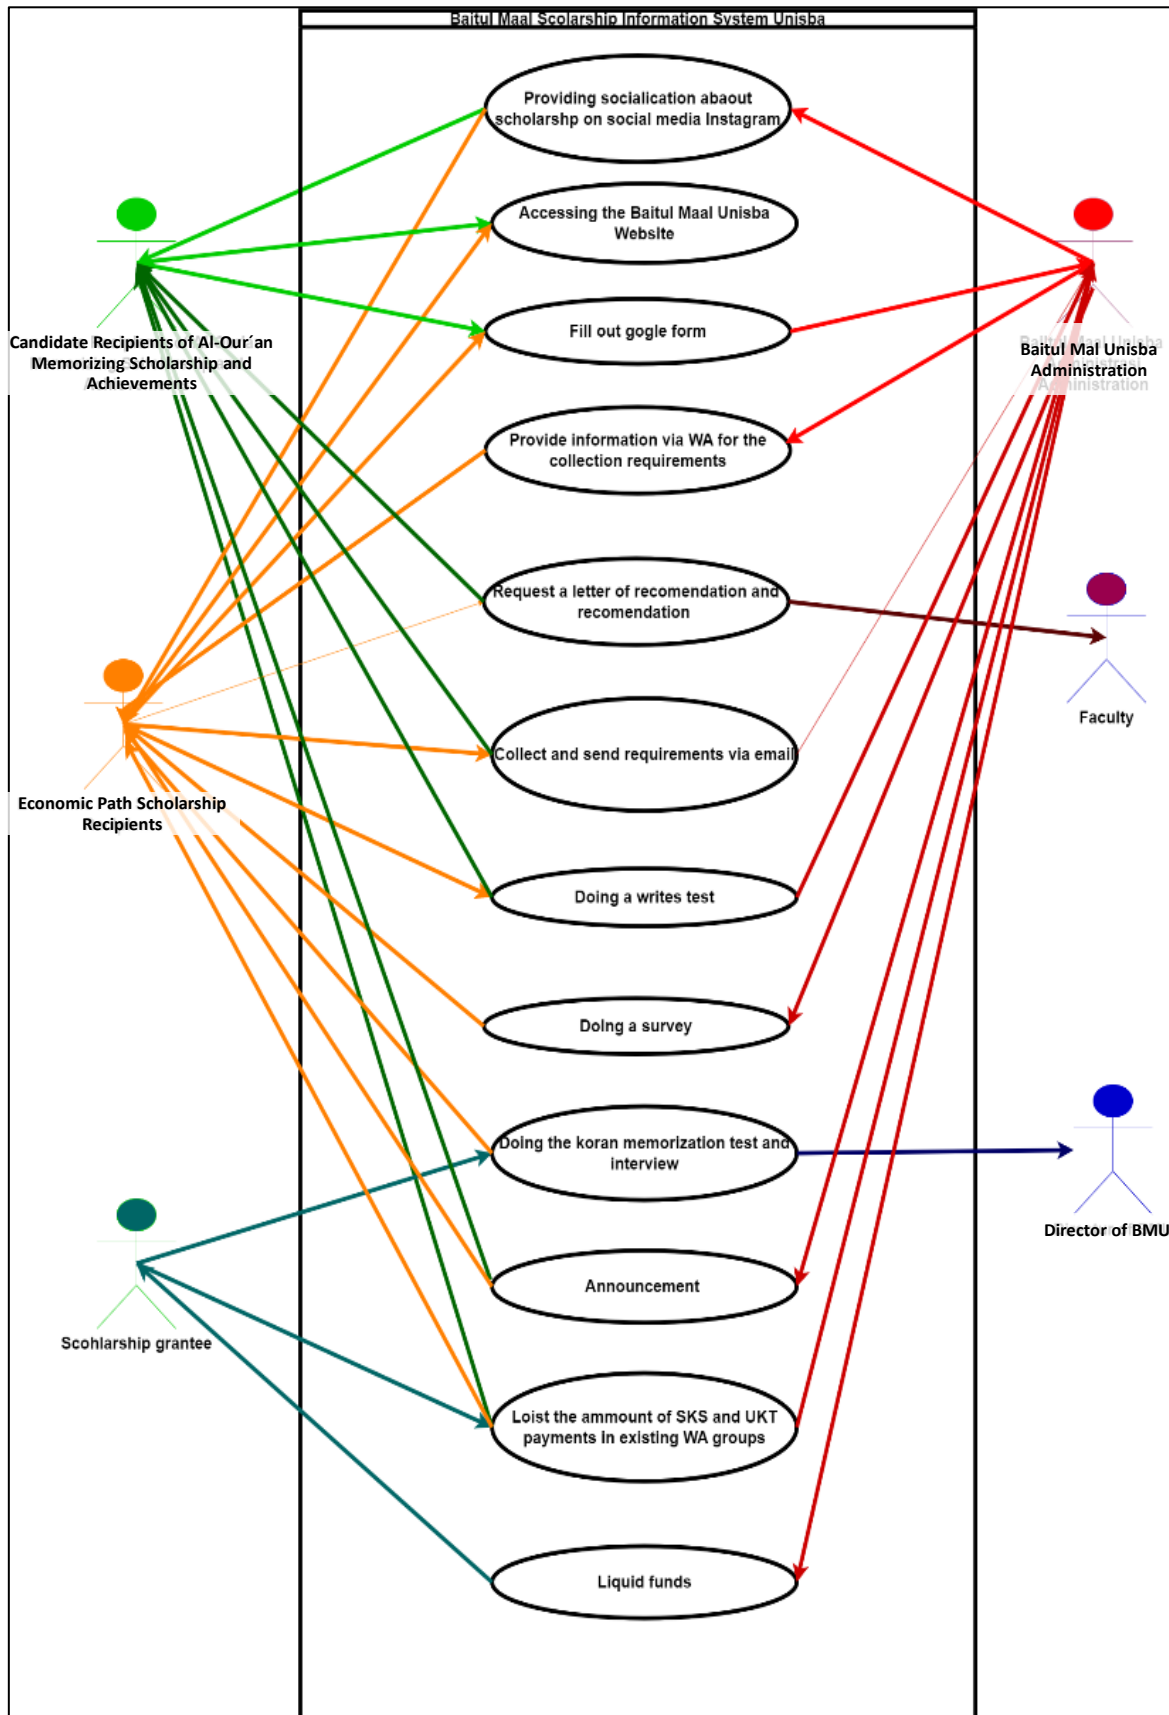 Baitul Maal Scolarship Information System Unisba
Providing socialication abaout
scholarshp on social media Instagram
Accessing the Baitul Maal Unisba
Website
Fill out gogle form
Candidate Recipients of Al-Our´an
Memorizing Scholarship and
Achievements
Baitul Mal Unisba
Administration
Provide information via WA for the
collection requirements
Request a letter of recomendation and
recomendation
Faculty
Collect and send requirements via email
Economic Path Scholarship
Recipients
Doing a writes test
Doing a survey
Doing the koran memorization test and
interview
Director of BMU
Announcement
Scohlarship grantee
Loist the ammount of SKS and UKT
payments in existing WA groups
Liquid funds